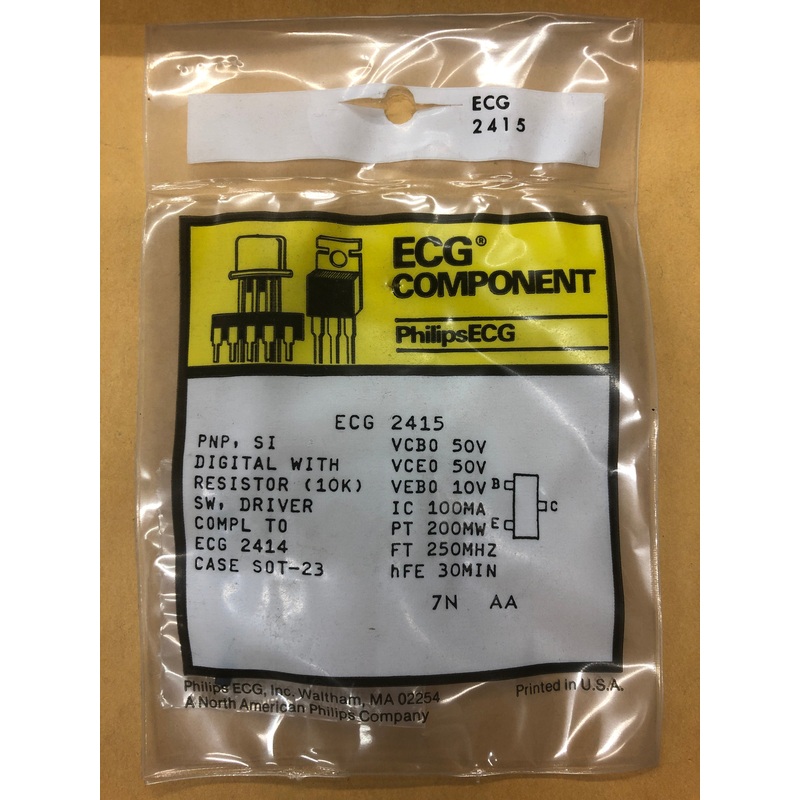 ECG
2415
ECG®
COMPONENT
PhilipsECG
ECG 2415
PNP, SI
DIGITAL WITH
RESISTOR (10K)
SW, DRIVER
COMPL TO
ECG 2414
CASE SOT-23
VCBO 50V
VCEO 50V
VEBO 10V
IC 100MA
PT 200MW
FT 250MHZ
hFE 30MIN
B
C
E
7N AA
Philips ECG, Inc. Waltham, MA 02254
A North American Philips Company
Printed in U.S.A.